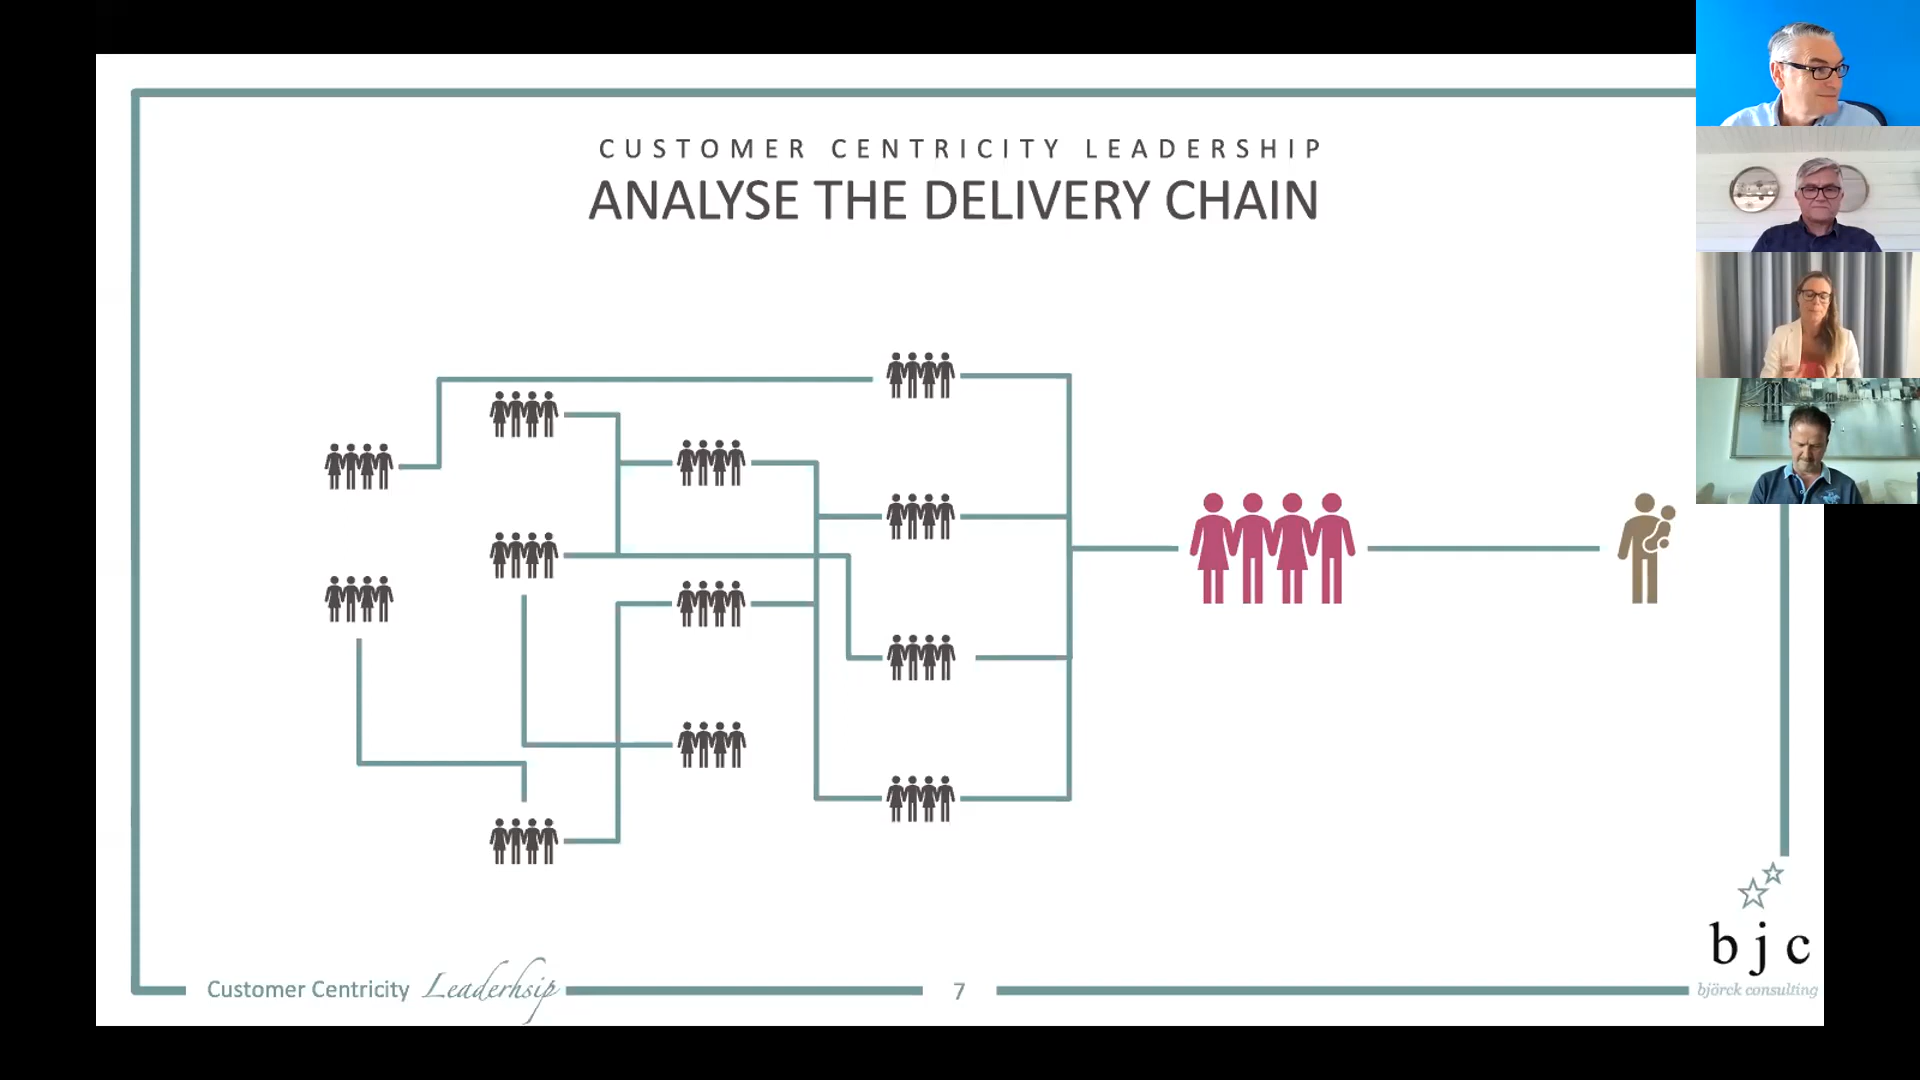 CUSTOMER CENTRICITY LEADERSHIP
ANALYSE THE DELIVERY CHAIN
Customer Centricity Leaderhsip
7
bjc
björck consulting